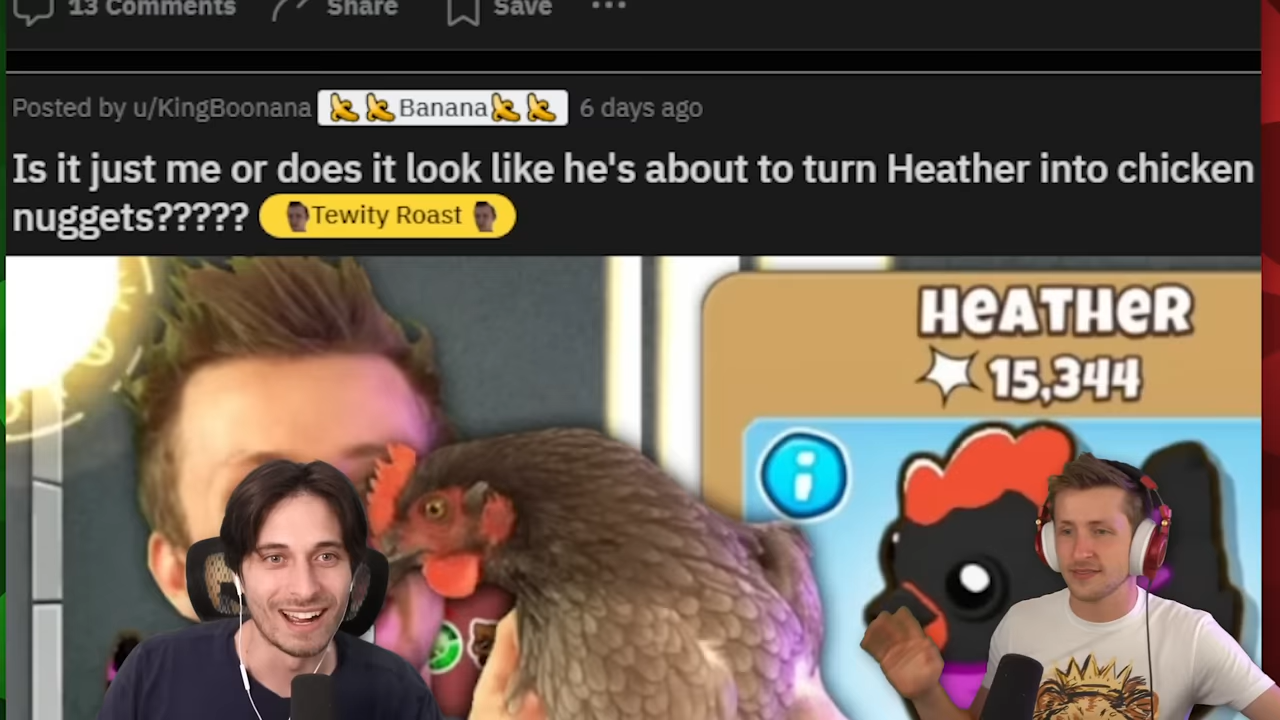 13 Comments Share Save
Posted by u/KingBoonana Banana 6 days ago
Is it just me or does it look like he's about to turn Heather into chicken
nuggets????? Tewity Roast
HEATHER
15,344
i